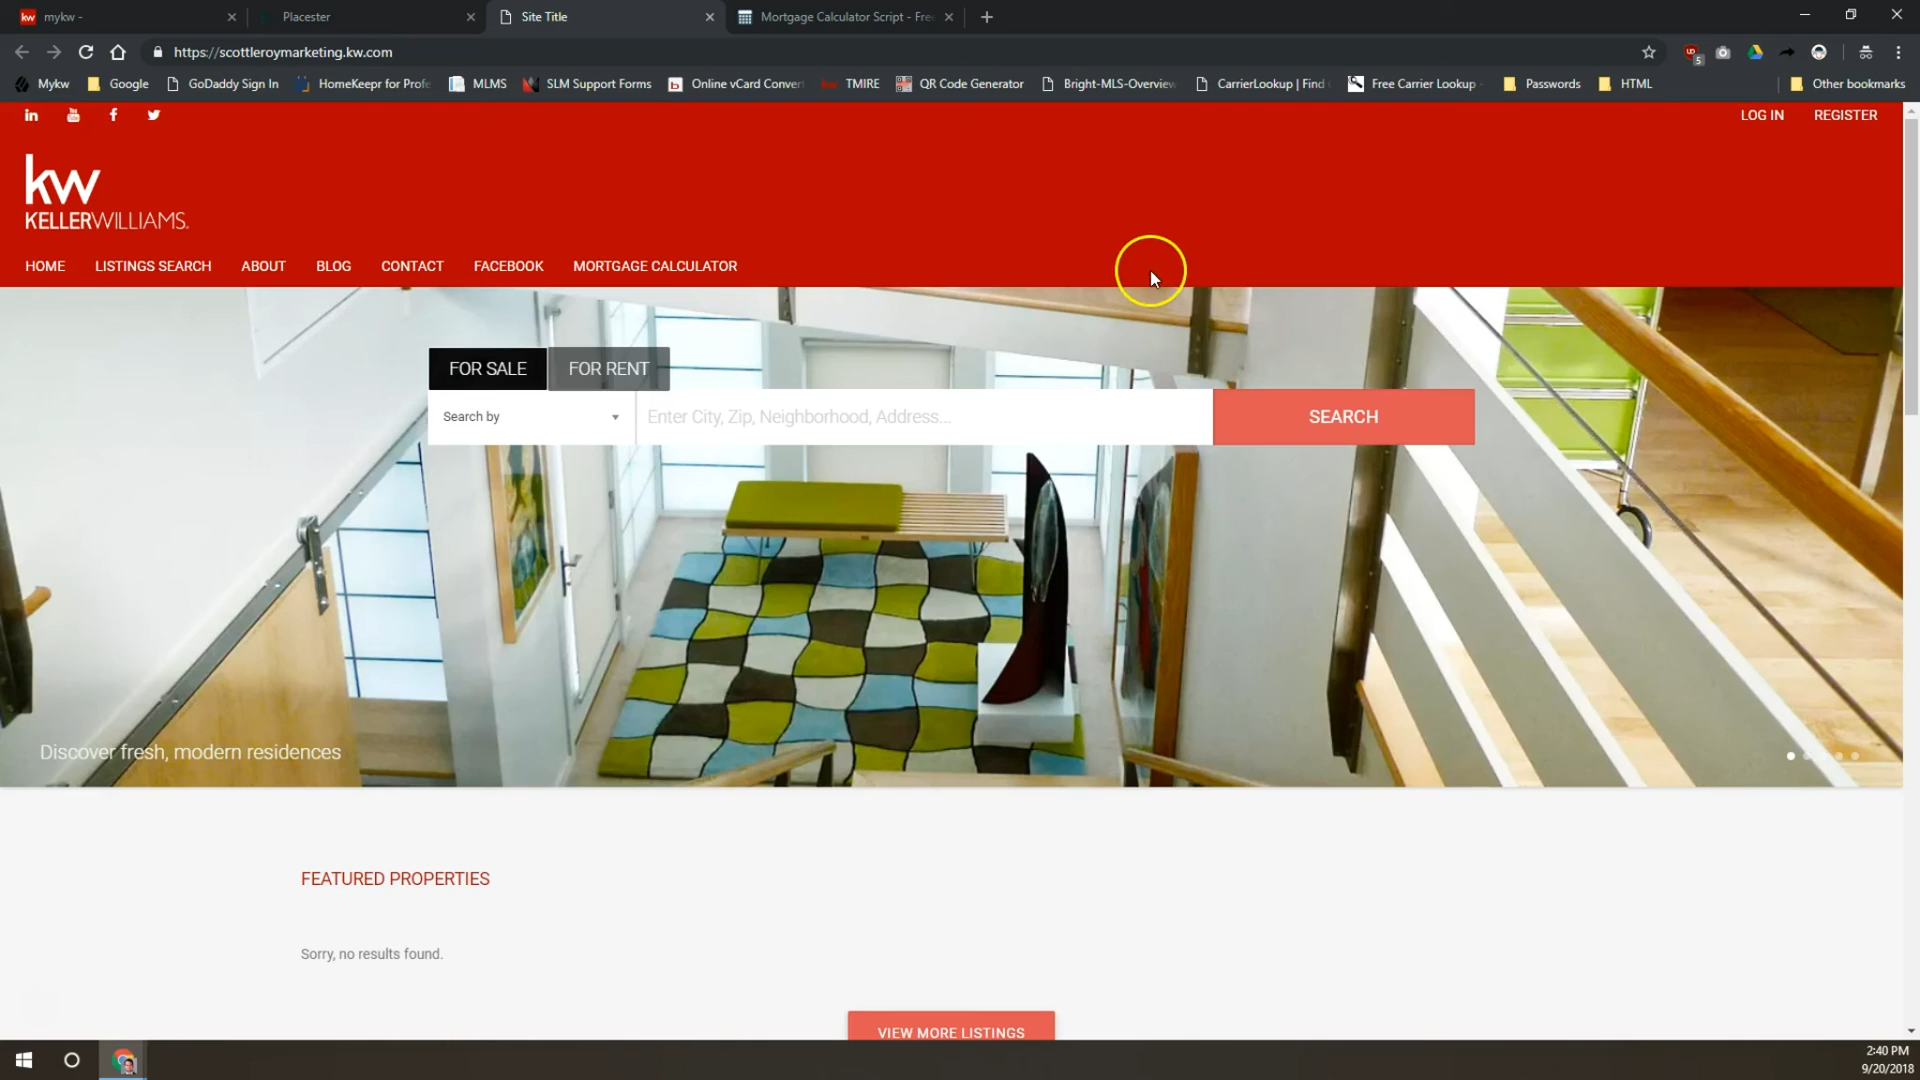 mykw -
Placester
Site Title
Mortgage Calculator Script - Fre
https://scottleroymarketing.kw.com
5
Mykw
Google
GoDaddy Sign In
HomeKeepr for Profe
MLMS
SLM Support Forms
Online vCard Convert
TMIRE
QR Code Generator
Bright-MLS-Overview
CarrierLookup | Find
Free Carrier Lookup -
Passwords
HTML
Other bookmarks
LOG IN
REGISTER
kw
KELLERWILLIAMS.
HOME
LISTINGS SEARCH
ABOUT
BLOG
CONTACT
FACEBOOK
MORTGAGE CALCULATOR
FOR SALE
FOR RENT
Search by
Enter City, Zip, Neighborhood, Address...
SEARCH
Discover fresh, modern residences
FEATURED PROPERTIES
Sorry, no results found.
VIEW MORE LISTINGS
2:40 PM
9/20/2018